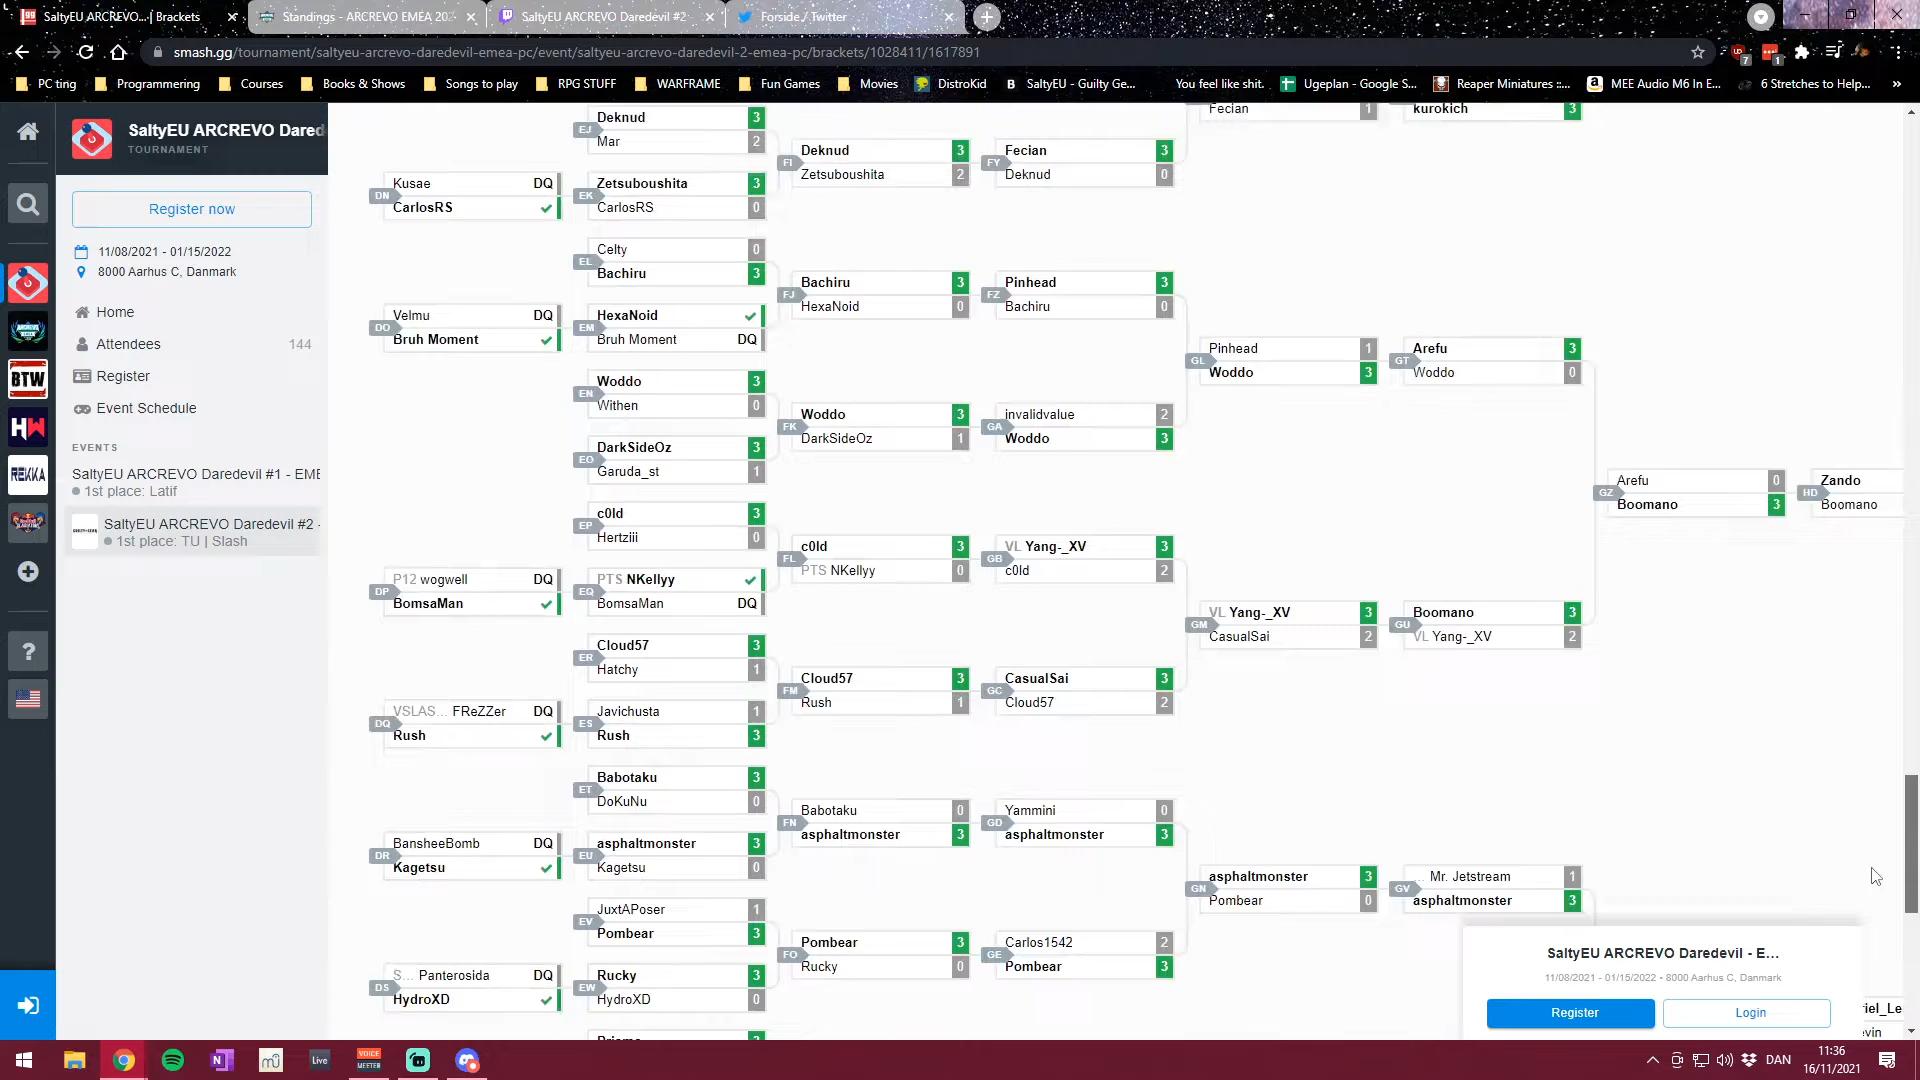 SaltyEU ARCREVO... | Brackets
Standings - ARCREVO EMEA 202
SaltyEU ARCREVO Daredevil #2
Forside / Twitter
smash.gg/tournament/saltyeu-arcrevo-daredevil-emea-pc/event/saltyeu-arcrevo-daredevil-2-emea-pc/brackets/1028411/1617891
7
1
PC ting
Programmering
Courses
Books & Shows
Songs to play
RPG STUFF
WARFRAME
Fun Games
Movies
DistroKid
SaltyEU - Guilty Ge...
You feel like shit.
Ugeplan - Google S...
Reaper Miniatures ::...
MEE Audio M6 In E...
6 Stretches to Help...
»
SaltyEU ARCREVO Dared
TOURNAMENT
Register now
11/08/2021 - 01/15/2022
8000 Aarhus C, Danmark
Home
Attendees 144
Register
Event Schedule
EVENTS
SaltyEU ARCREVO Daredevil #1 - EME
1st place: Latif
SaltyEU ARCREVO Daredevil #2 -
1st place: TU | Slash
BTW
HW
REKKA
?
DN
Kusae DQ
CarlosRS
DO
Velmu DQ
Bruh Moment
DP
P12 wogwell DQ
BomsaMan
DQ
VSLAS... FReZZer DQ
Rush
DR
BansheeBomb DQ
Kagetsu
DS
S... Panterosida DQ
HydroXD
EJ
Deknud 3
Mar 2
EK
Zetsuboushita 3
CarlosRS 0
EL
Celty 0
Bachiru 3
EM
HexaNoid
Bruh Moment DQ
EN
Woddo 3
Withen 0
EO
DarkSideOz 3
Garuda_st 1
EP
c0ld 3
Hertziii 0
EQ
PTS NKellyy
BomsaMan DQ
ER
Cloud57 3
Hatchy 1
ES
Javichusta 1
Rush 3
ET
Babotaku 3
DoKuNu 0
EU
asphaltmonster 3
Kagetsu 0
EV
JuxtAPoser 1
Pombear 3
EW
Rucky 3
HydroXD 0
FI
Deknud 3
Zetsuboushita 2
FJ
Bachiru 3
HexaNoid 0
FK
Woddo 3
DarkSideOz 1
FL
c0ld 3
PTS NKellyy 0
FM
Cloud57 3
Rush 1
FN
Babotaku 0
asphaltmonster 3
FO
Pombear 3
Rucky 0
FY
Fecian 3
Deknud 0
FZ
Pinhead 3
Bachiru 0
GA
invalidvalue 2
Woddo 3
GB
VL Yang-_XV 3
c0ld 2
GC
CasualSai 3
Cloud57 2
GD
Yammini 0
asphaltmonster 3
GE
Carlos1542 2
Pombear 3
Fecian 1
GL
Pinhead 1
Woddo 3
GM
VL Yang-_XV 3
CasualSai 2
GN
asphaltmonster 3
Pombear 0
kurokich 3
GT
Arefu 3
Woddo 0
GU
Boomano 3
VL Yang-_XV 2
GV
... Mr. Jetstream 1
asphaltmonster 3
GZ
Arefu 0
Boomano 3
HD
Zando
Boomano
SaltyEU ARCREVO Daredevil - E...
11/08/2021 - 01/15/2022 • 8000 Aarhus C, Danmark
Register
Login
iel_Le
evin
Live
VOICE
MEETER
DAN
11:36
16/11/2021